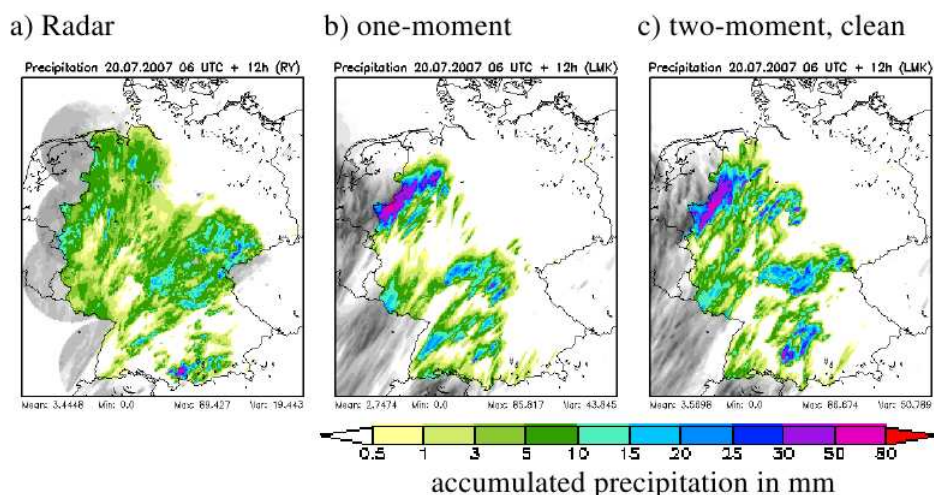 a) Radar
b) one-moment
c) two-moment, clean
Precipitation 20.07.2007 06 UTC + 12h (RY)
Precipitation 20.07.2007 06 UTC + 12h (LMK)
Precipitation 20.07.2007 06 UTC + 12h (LMK)
Mean: 3.4448 Min: 0.0 Max: 89.427 Var: 19.443
Mean: 2.7474 Min: 0.0 Max: 85.817 Var: 43.845
Mean: 3.5698 Min: 0.0 Max: 86.674 Var: 50.789
0.5 1 3 5 10 15 20 25 30 50 80
accumulated precipitation in mm